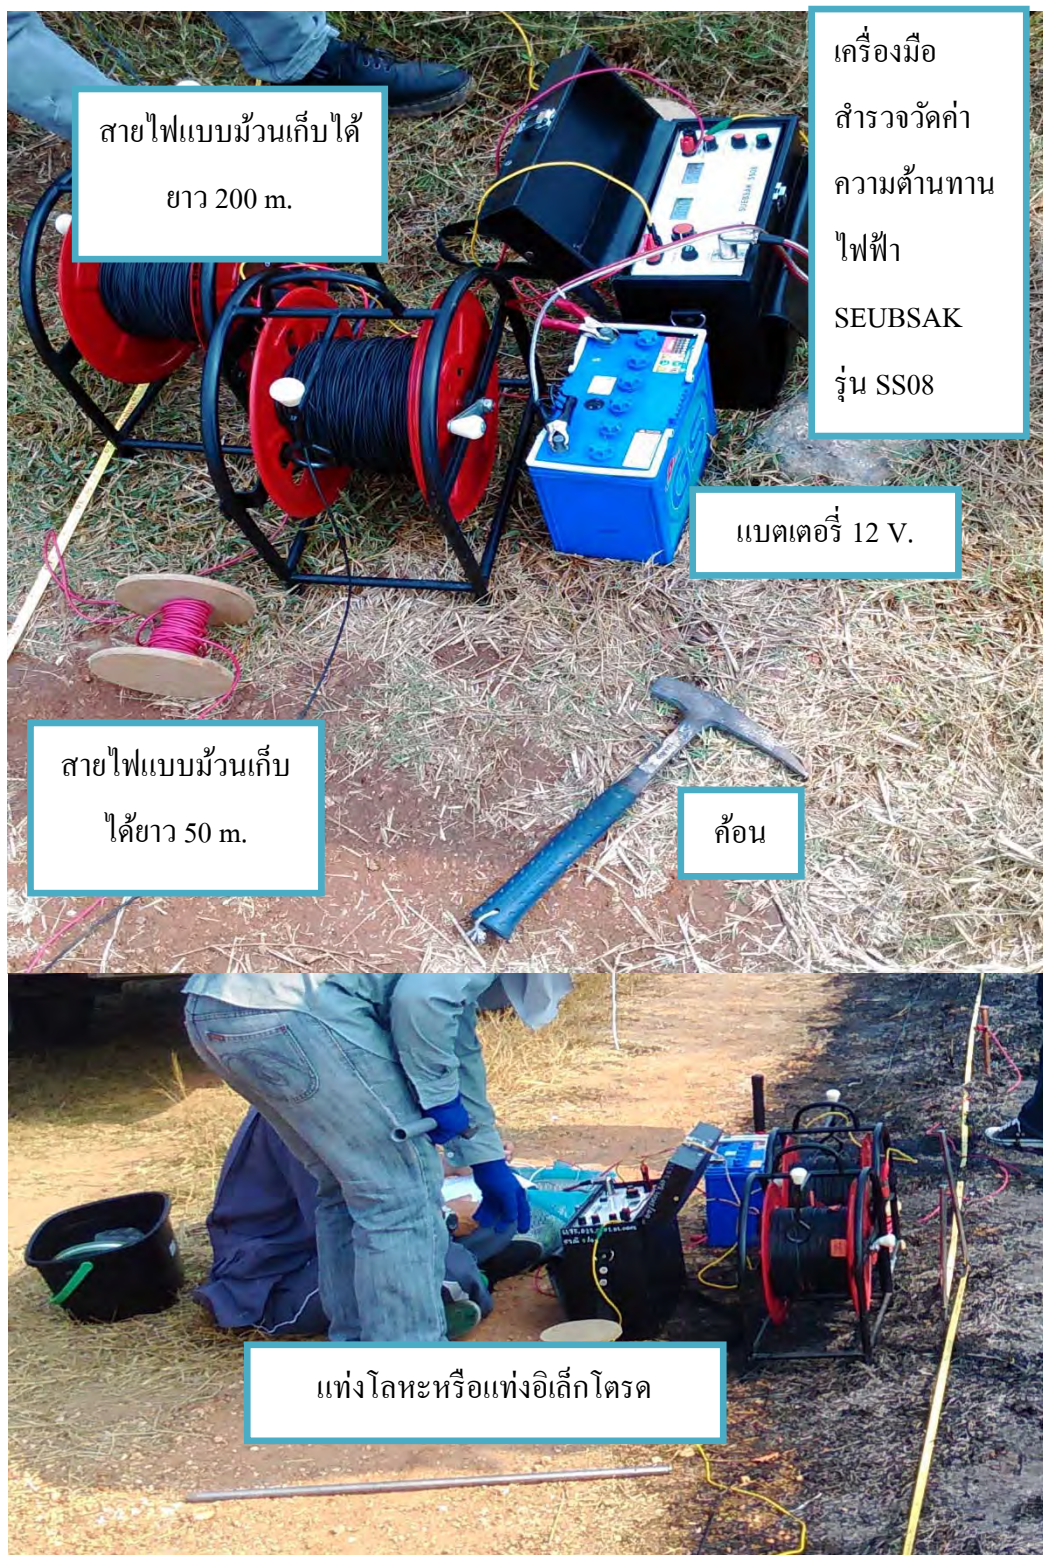 เครื่องมือ
สำรวจวัดค่า
ความต้านทาน
ไฟฟ้า
SEUBSAK
รุ่น SS08
สายไฟแบบม้วนเก็บได้
ยาว 200 m.
SUEBSAK SS08
แบตเตอรี่ 12 V.
สายไฟแบบม้วนเก็บ
ได้ยาว 50 m.
ค้อน
แท่งโลหะหรือแท่งอิเล็กโตรด